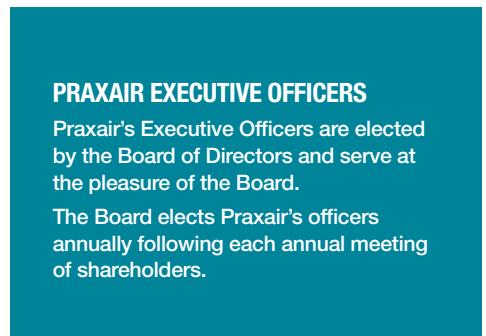 PRAXAIR EXECUTIVE OFFICERS
Praxair’s Executive Officers are elected
by the Board of Directors and serve at
the pleasure of the Board.
The Board elects Praxair’s officers
annually following each annual meeting
of shareholders.